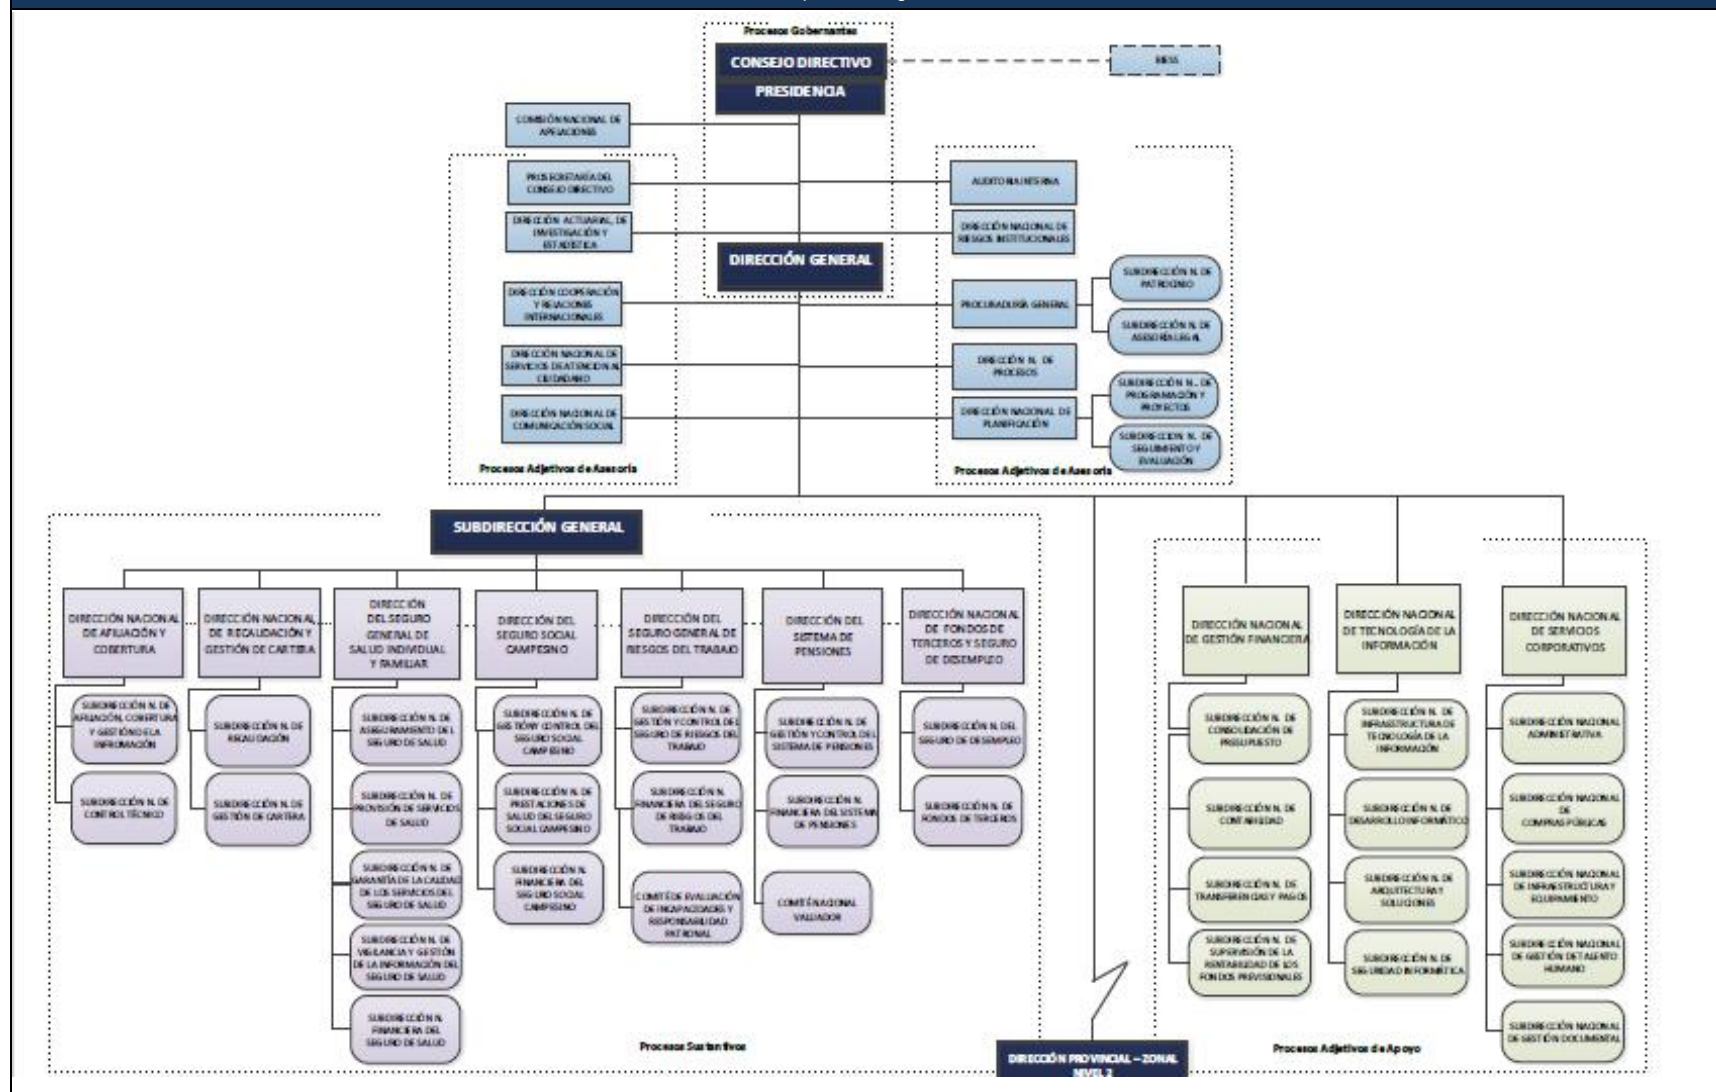 Procesos Gobernantes
CONSEJO DIRECTIVO
PRESIDENCIA
BIESS
COMISIÓN NACIONAL DE
APELACIONES
PROSECRETARÍA DEL
CONSEJO DIRECTIVO
DIRECCIÓN ACTUARIAL, DE
INVESTIGACIÓN Y
ESTADÍSTICA
DIRECCIÓN GENERAL
DIRECCIÓN COOPERACIÓN
Y RELACIONES
INTERNACIONALES
DIRECCIÓN NACIONAL DE
SERVICIOS DE ATENCION AL
CIUDADANO
DIRECCIÓN NACIONAL DE
COMUNICACIÓN SOCIAL
Procesos Adjetivos de Asesoría
AUDITORIA INTERNA
DIRECCIÓN NACIONAL DE
RIESGOS INSTITUCIONALES
PROCURADURÍA GENERAL
SUBDIRECCIÓN N. DE
PATROCINIO
SUBDIRECCIÓN N. DE
ASESORÍA LEGAL
DIRECCIÓN N. DE
PROCESOS
DIRECCIÓN NACIONAL DE
PLANIFICACIÓN
SUBDIRECCIÓN N.. DE
PROGRAMACIÓN Y
PROYECTOS
SUBDIRECCION N. DE
SEGUIMIENTO Y
EVALUACIÓN
Procesos Adjetivos de Asesoría
SUBDIRECCIÓN GENERAL
DIRECCIÓN NACIONAL
DE AFILIACIÓN Y
COBERTURA
SUBDIRECCIÓN N. DE
AFILIACIÓN, COBERTURA
Y GESTIÓN DE LA
INFROMACIÓN
SUBDIRECCIÓN N. DE
CONTROL TÉCNICO
DIRECCIÓN NACIONAL
DE RECAUDACIÓN Y
GESTIÓN DE CARTERA
SUBDIRECCIÓN N. DE
RECAUDACIÓN
SUBDIRECCIÓN N. DE
GESTIÓN DE CARTERA
DIRECCIÓN
DEL SEGURO
GENERAL DE
SALUD INDIVIDUAL
Y FAMILIAR
SUBDIRECCIÓN N. DE
ASEGURAMIENTO DEL
SEGURO DE SALUD
SUBDIRECCIÓN N. DE
PROVISIÓN DE SERVICIOS
DE SALUD
SUBDIRECCIÓN N. DE
GARANTÍA DE LA CALIDAD
DE LOS SERVICIOS DEL
SEGURO DE SALUD
SUBDIRECCIÓN N. DE
VIGILANCIA Y GESTIÓN
DE LA INFORMACIÓN DEL
SEGURO DE SALUD
SUBDIRECCIÓN N.
FINANCIERA DEL
SEGURO DE SALUD
DIRECCIÓN DEL
SEGURO SOCIAL
CAMPESINO
SUBDIRECCIÓN N. DE
GESTIÓN Y CONTROL DEL
SEGURO SOCIAL
CAMPESINO
SUBDIRECCIÓN N. DE
PRESTACIONES DE
SALUD DEL SEGURO
SOCIAL CAMPESINO
SUBDIRECCIÓN N.
FINANCIERA DEL
SEGURO SOCIAL
CAMPESINO
DIRECCIÓN DEL
SEGURO GENERAL DE
RIESGOS DEL TRABAJO
SUBDIRECCIÓN N. DE
GESTIÓN Y CONTROL DEL
SEGURO DE RIESGOS DEL
TRABAJO
SUBDIRECCIÓN N.
FINANCIERA DEL SEGURO
DE RIESGOS DEL
TRABAJO
COMITÉ DE EVALUACIÓN
DE INCAPACIDADES Y
RESPONSABILIDAD
PATRONAL
DIRECCIÓN DEL
SISTEMA DE
PENSIONES
SUBDIRECCIÓN N. DE
GESTIÓN Y CONTROL DEL
SISTEMA DE PENSIONES
SUBDIRECCIÓN N.
FINANCIERA DEL SISTEMA
DE PENSIONES
COMITÉ NACIONAL
VALUADOR
DIRECCIÓN NACIONAL
DE FONDOS DE
TERCEROS Y SEGURO
DE DESEMPLEO
SUBDIRECCIÓN N. DEL
SEGURO DE DESEMPLEO
SUBDIRECCIÓN N. DE
FONDOS DE TERCEROS
Procesos Sustantivos
DIRECCIÓN PROVINCIAL – ZONAL
NIVEL 2
DIRECCIÓN NACIONAL
DE GESTIÓN FINANCIERA
SUBDIRECCIÓN N. DE
CONSOLIDACIÓN DE
PRESUPUESTO
SUBDIRECCIÓN N. DE
CONTABILIDAD
SUBDIRECCIÓN N. DE
TRANSFERENCIAS Y PAGOS
SUBDIRECCIÓN N. DE
SUPERVISIÓN DE LA
RENTABILIDAD DE LOS
FONDOS PREVISIONALES
DIRECCIÓN NACIONAL
DE TECNOLOGÍA DE LA
INFORMACIÓN
SUBDIRECCIÓN N. DE
INFRAESTRUCTURA DE
TECNOLOGÍA DE LA
INFORMACIÓN
SUBDIRECCIÓN N. DE
DESARROLLO INFORMÁTICO
SUBDIRECCIÓN N. DE
ARQUITECTURA Y
SOLUCIONES
SUBDIRECCIÓN N. DE
SEGURIDAD INFORMÁTICA
DIRECCIÓN NACIONAL
DE SERVICIOS
CORPORATIVOS
SUBDIRECCIÓN NACIONAL
ADMINISTRATIVA
SUBDIRECCIÓN NACIONAL
DE COMPRAS PÚBLICAS
SUBDIRECCIÓN NACIONAL
DE INFRAESTRUCTURA Y
EQUIPAMIENTO
SUBDIRECCIÓN NACIONAL
DE GESTIÓN DE TALENTO
HUMANO
SUBDIRECCIÓN NACIONAL
DE GESTIÓN DOCUMENTAL
Procesos Adjetivos de Apoyo